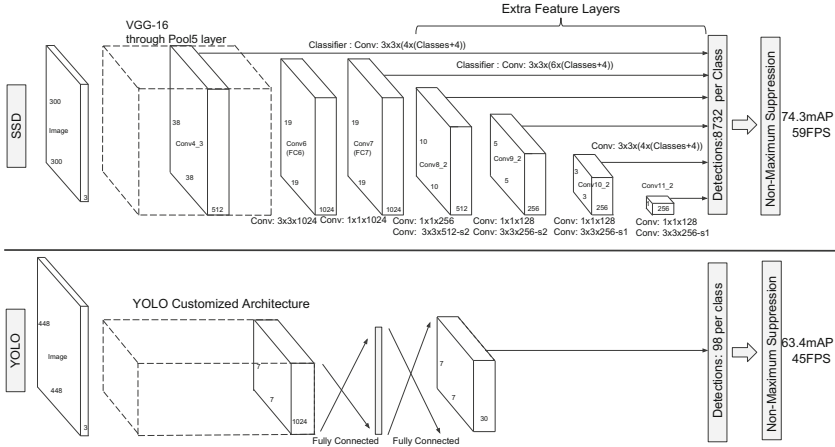 Extra Feature Layers
VGG-16
through Pool5 layer
Classifier : Conv: 3x3x(4x(Classes+4))
Classifier : Conv: 3x3x(6x(Classes+4))
SSD
300
Image
300
3
38
Conv4_3
38
512
19
Conv6
(FC6)
19
1024
19
Conv7
(FC7)
19
1024
10
Conv8_2
10
512
5
Conv9_2
5
256
Conv: 3x3x(4x(Classes+4))
3
Conv10_2
3
256
Conv11_2
1
256
Conv: 3x3x1024
Conv: 1x1x1024
Conv: 1x1x256
Conv: 3x3x512-s2
Conv: 1x1x128
Conv: 3x3x256-s2
Conv: 1x1x128
Conv: 3x3x256-s1
Conv: 1x1x128
Conv: 3x3x256-s1
Detections:8732 per Class
Non-Maximum Suppression
74.3mAP
59FPS
YOLO
448
Image
448
3
YOLO Customized Architecture
7
7
1024
Fully Connected
Fully Connected
7
7
30
Detections: 98 per class
Non-Maximum Suppression
63.4mAP
45FPS